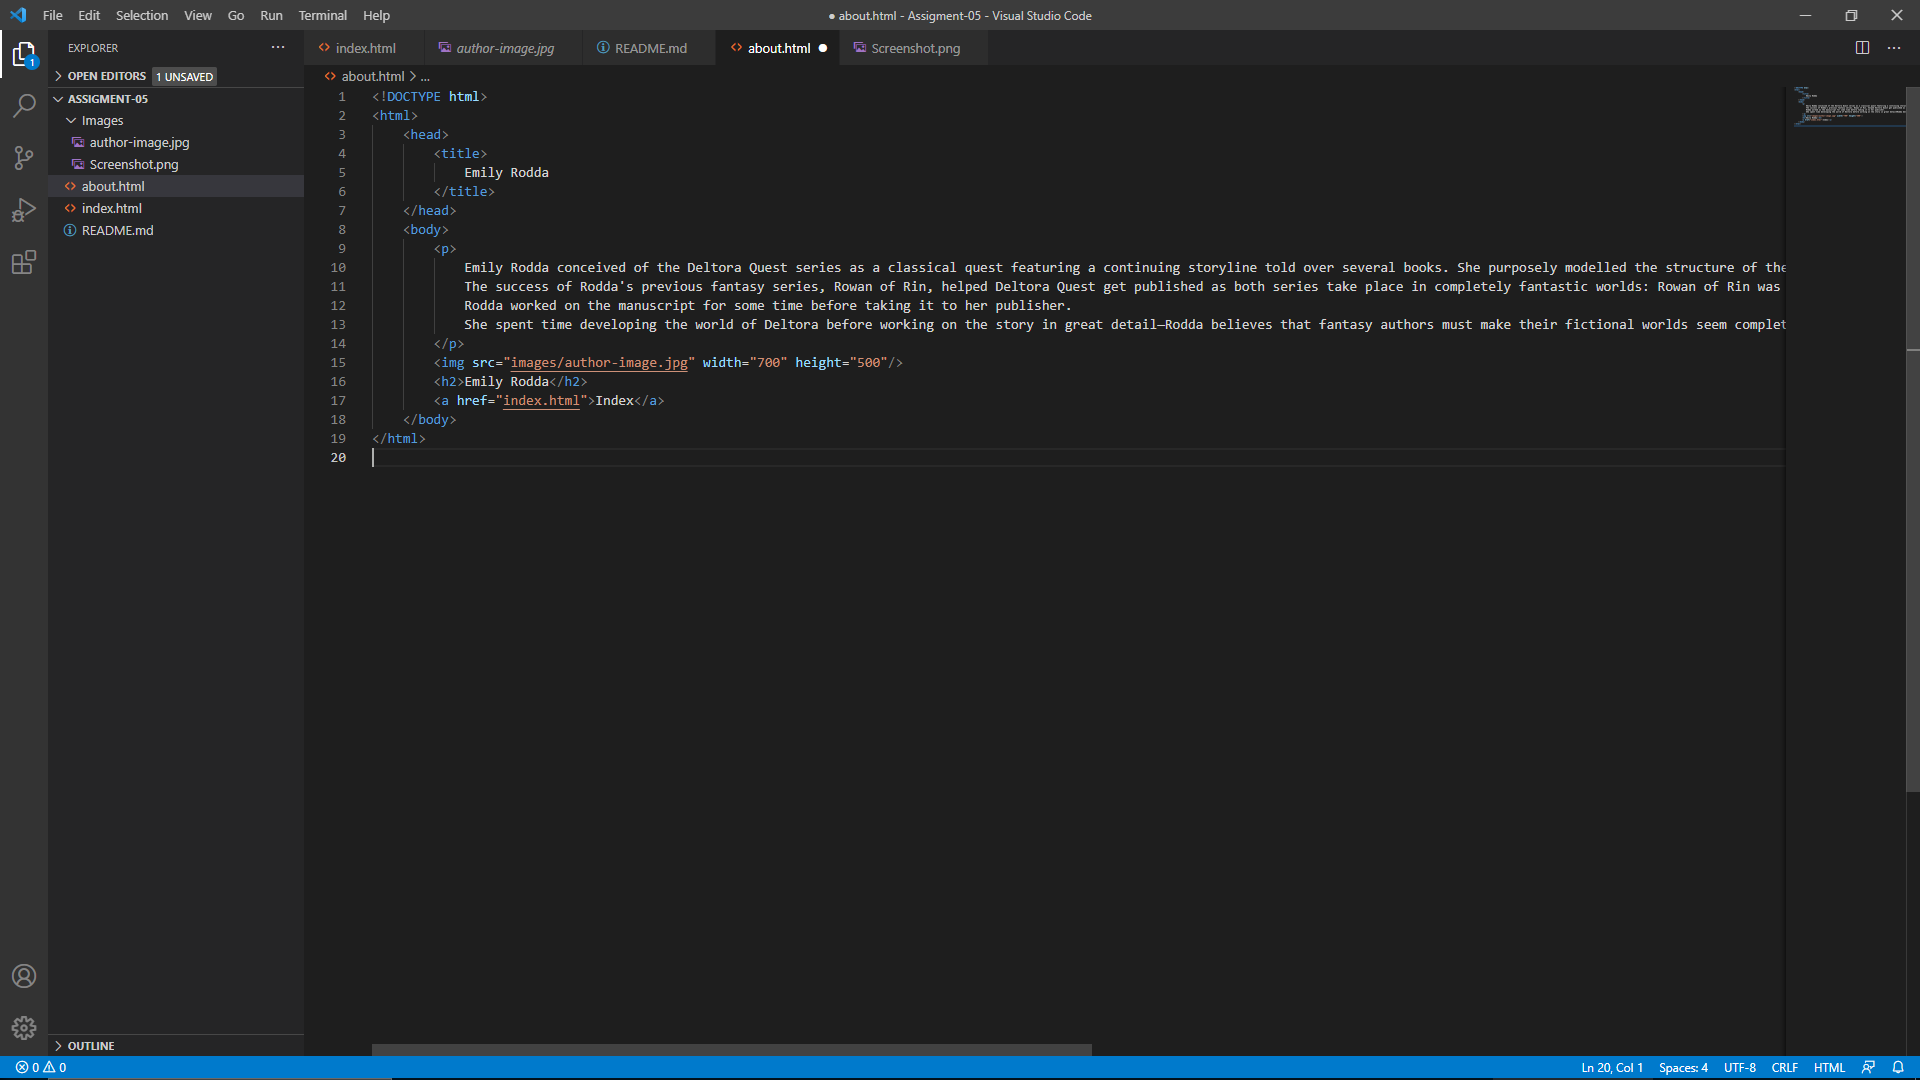 File Edit Selection View Go Run Terminal Help
● about.html - Assigment-05 - Visual Studio Code
EXPLORER
OPEN EDITORS 1 UNSAVED
ASSIGMENT-05
Images
author-image.jpg
Screenshot.png
about.html
index.html
README.md
OUTLINE
index.html author-image.jpg README.md about.html Screenshot.png
about.html > ...
1 <!DOCTYPE html>
2 <html>
3 <head>
4 <title>
5 Emily Rodda
6 </title>
7 </head>
8 <body>
9 <p>
10 Emily Rodda conceived of the Deltora Quest series as a classical quest featuring a continuing storyline told over several books. She purposely modelled the structure of the
11 The success of Rodda's previous fantasy series, Rowan of Rin, helped Deltora Quest get published as both series take place in completely fantastic worlds: Rowan of Rin was
12 Rodda worked on the manuscript for some time before taking it to her publisher.
13 She spent time developing the world of Deltora before working on the story in great detail—Rodda believes that fantasy authors must make their fictional worlds seem complet
14 </p>
15 <img src="images/author-image.jpg" width="700" height="500"/>
16 <h2>Emily Rodda</h2>
17 <a href="index.html">Index</a>
18 </body>
19 </html>
20
1
0 0
Ln 20, Col 1 Spaces: 4 UTF-8 CRLF HTML